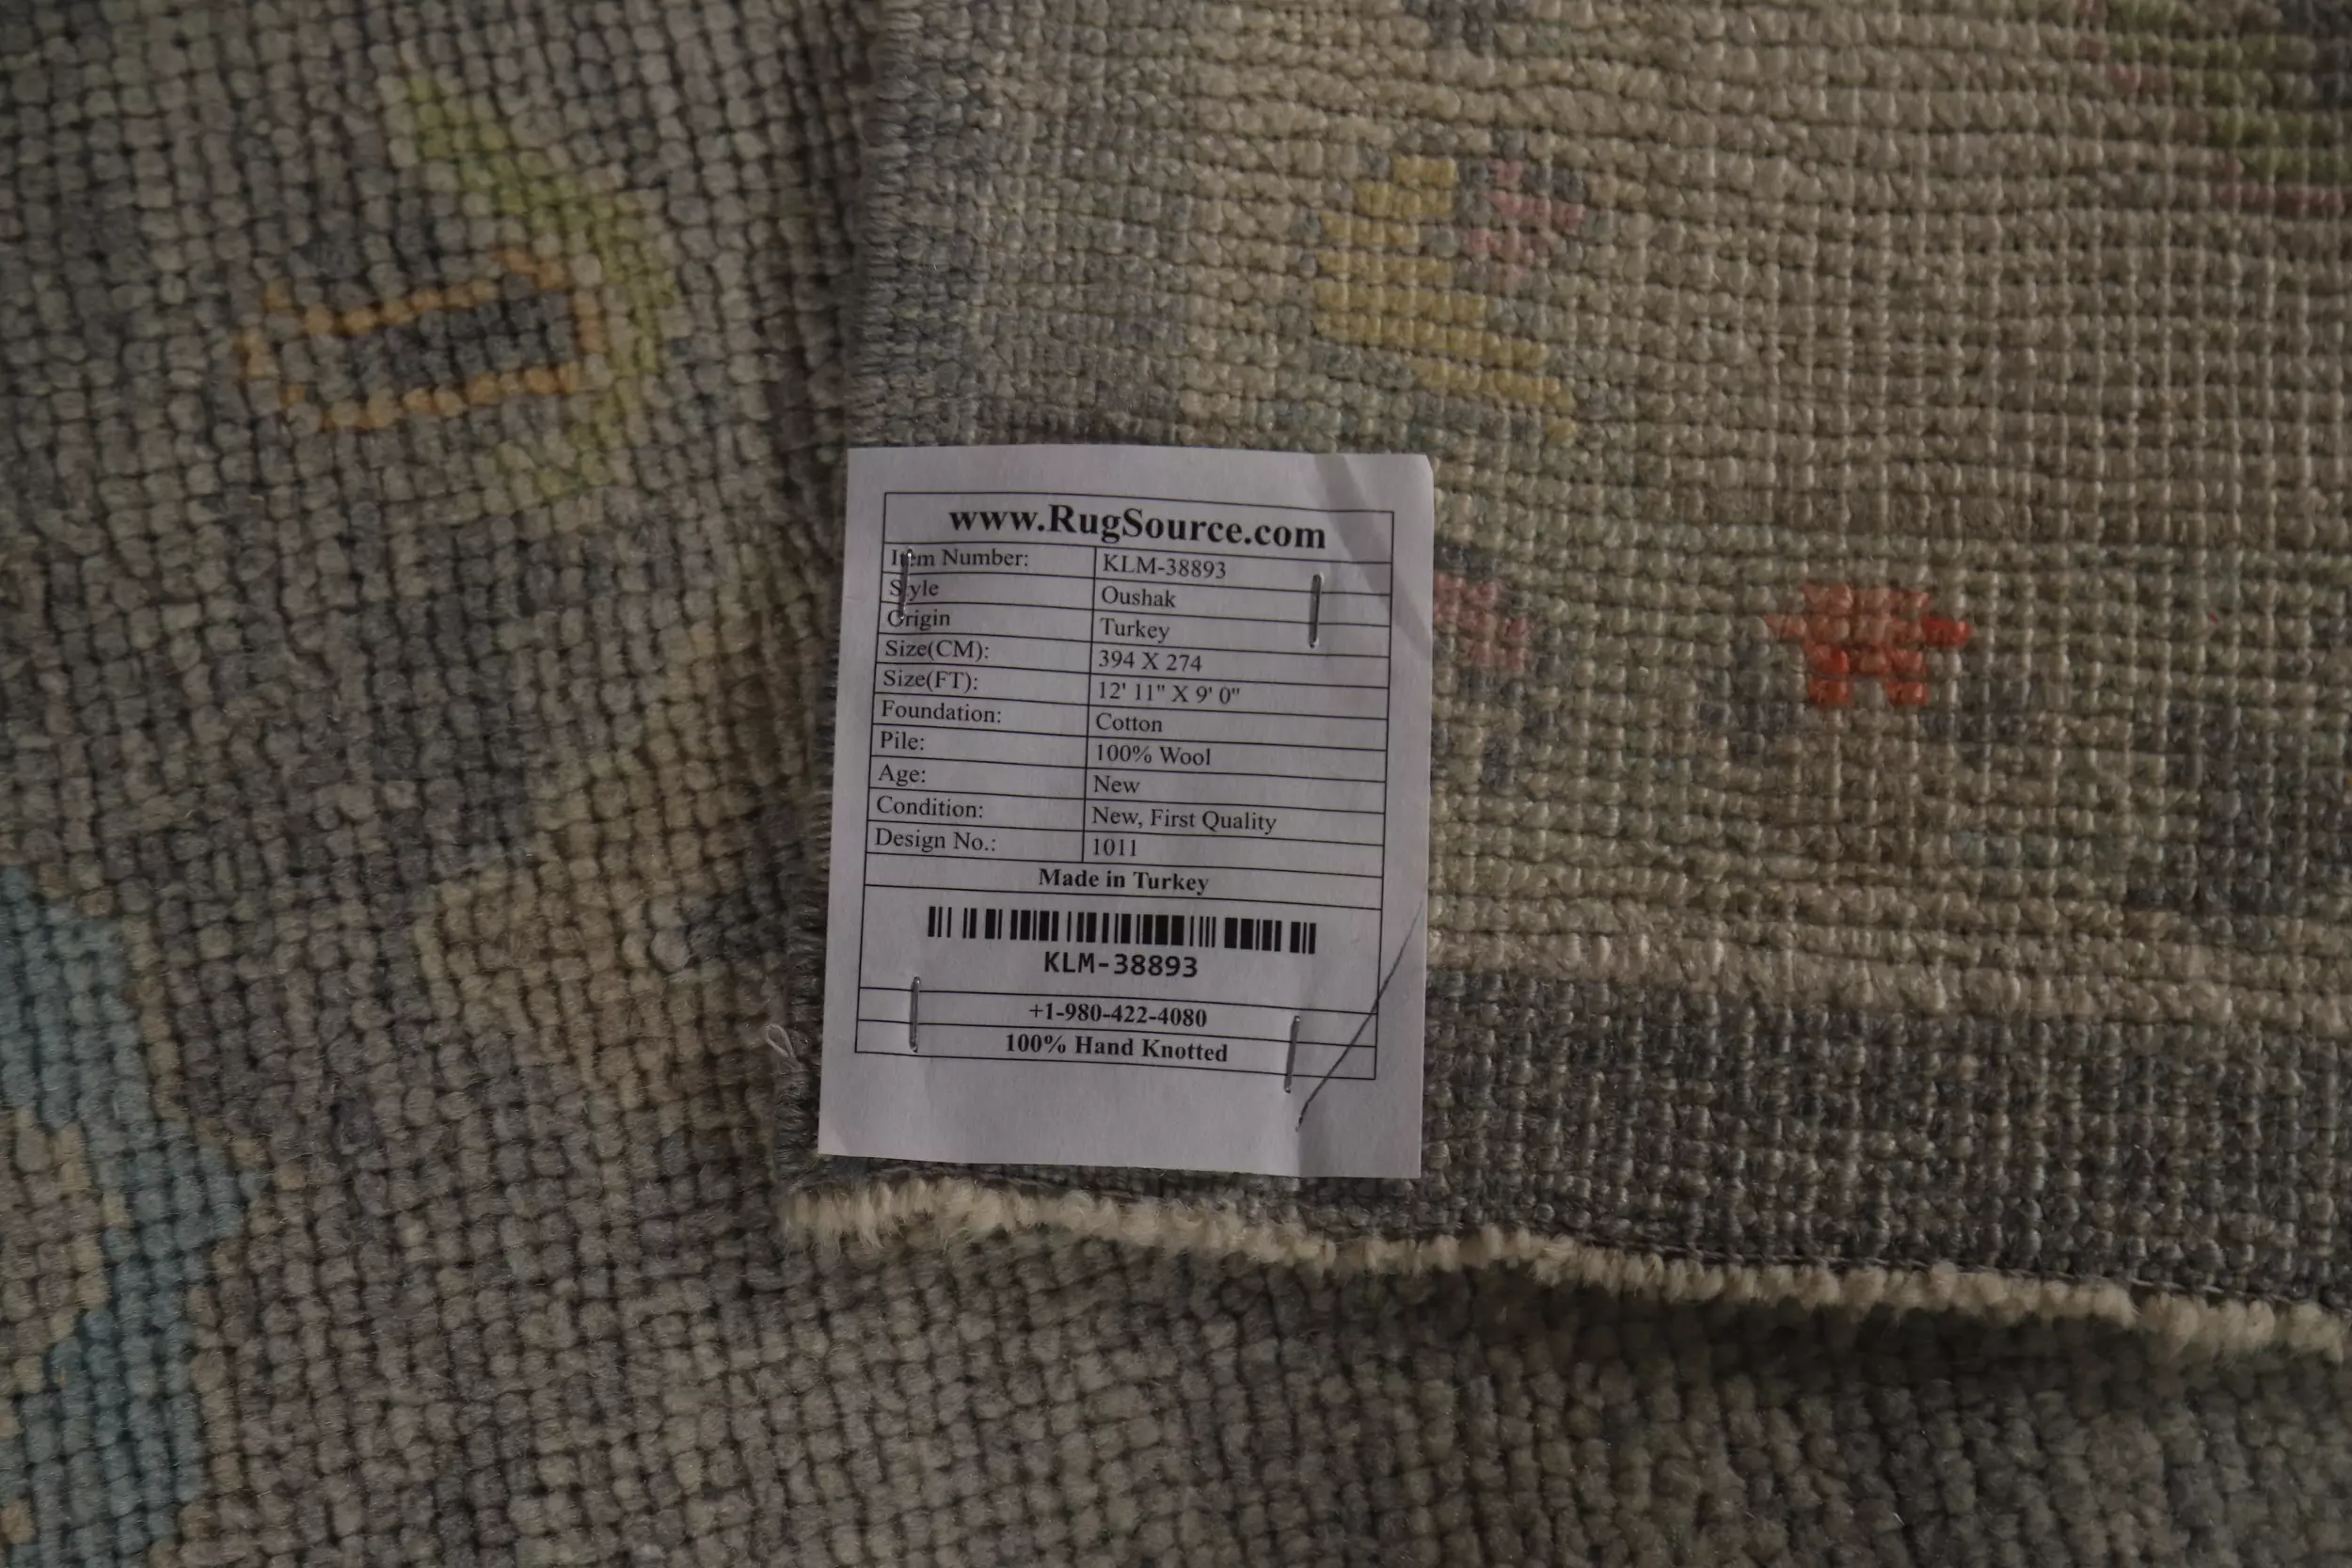 www.RugSource.com
Item Number: KLM-38893
Style Oushak
Origin Turkey
Size(CM): 394 X 274
Size(FT): 12' 11" X 9' 0"
Foundation: Cotton
Pile: 100% Wool
Age: New
Condition: New, First Quality
Design No.: 1011
Made in Turkey
KLM-38893
+1-980-422-4080
100% Hand Knotted